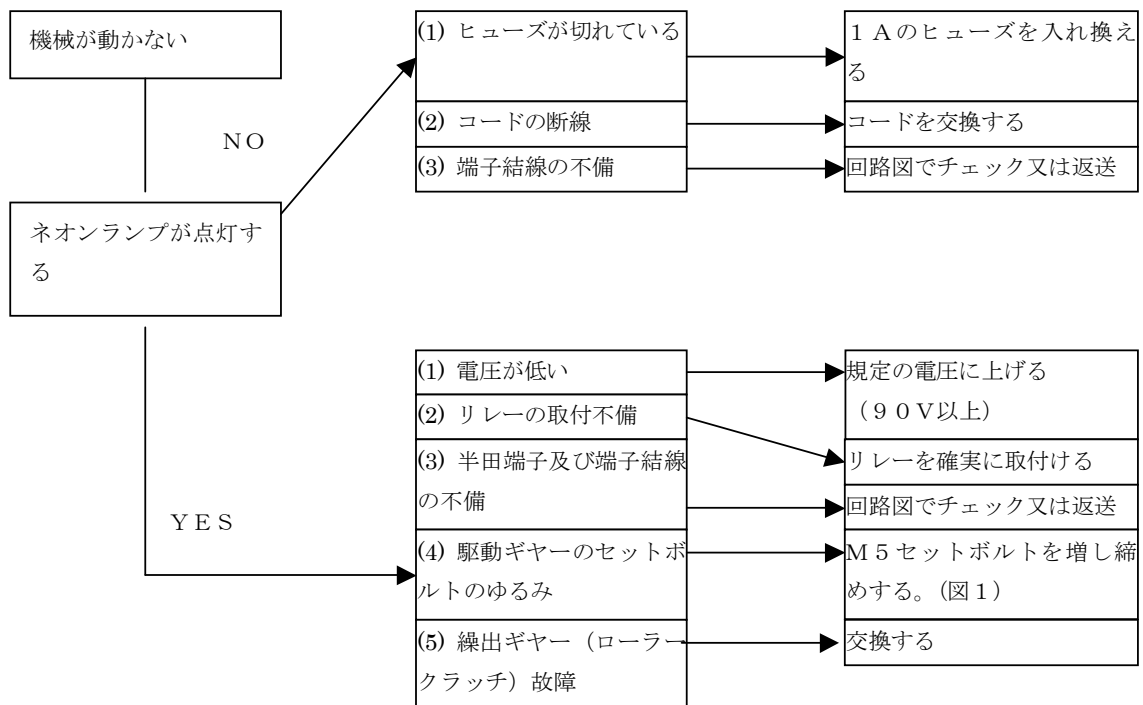 機械が動かない
NO
ネオンランプが点灯す
る
(1) ヒューズが切れている
1Aのヒューズを入れ換え
る
(2) コードの断線
コードを交換する
(3) 端子結線の不備
回路図でチェック又は返送
YES
(1) 電圧が低い
規定の電圧に上げる
(90V以上)
(2) リレーの取付不備
リレーを確実に取付ける
(3) 半田端子及び端子結線
の不備
回路図でチェック又は返送
(4) 駆動ギヤーのセットボ
ルトのゆるみ
M5セットボルトを増し締
めする。(図1)
(5) 繰出ギヤー(ローラー
クラッチ)故障
交換する